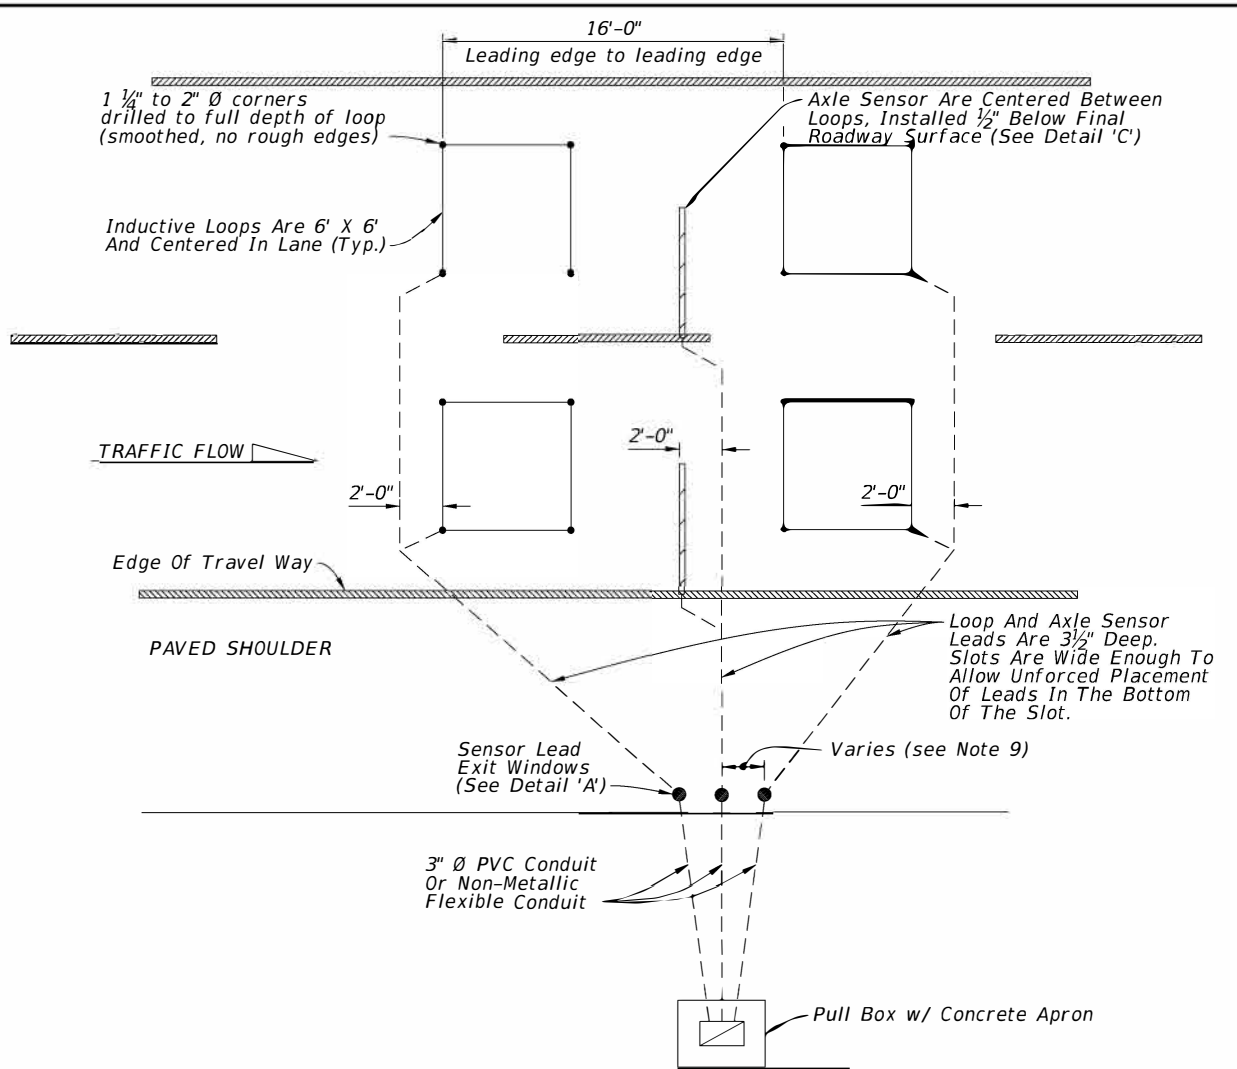 16'-0"
Leading edge to leading edge
1 ¼" to 2" Ø corners
drilled to full depth of loop
(smoothed, no rough edges)
Axle Sensor Are Centered Between
Loops, Installed ½" Below Final
Roadway Surface (See Detail 'C')
Inductive Loops Are 6' X 6'
And Centered In Lane (Typ.)
TRAFFIC FLOW
2'-0"
2'-0"
2'-0"
Edge Of Travel Way
PAVED SHOULDER
Loop And Axle Sensor
Leads Are 3½" Deep.
Slots Are Wide Enough To
Allow Unforced Placement
Of Leads In The Bottom
Of The Slot.
Sensor Lead
Exit Windows
(See Detail 'A')
Varies (see Note 9)
3" Ø PVC Conduit
Or Non-Metallic
Flexible Conduit
Pull Box w/ Concrete Apron